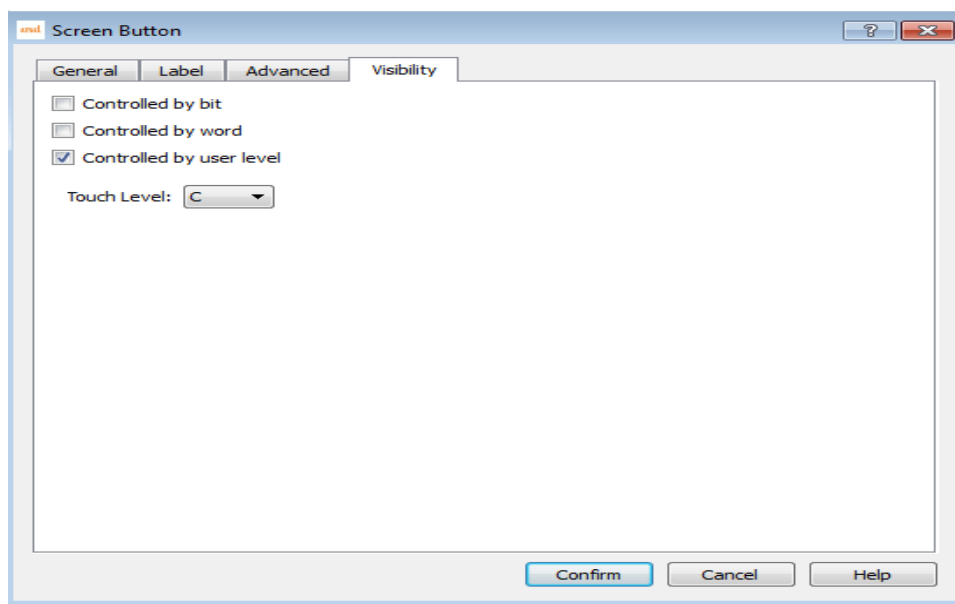 Screen Button
General Label Advanced Visibility
Controlled by bit
Controlled by word
Controlled by user level
Touch Level: C
Confirm Cancel Help